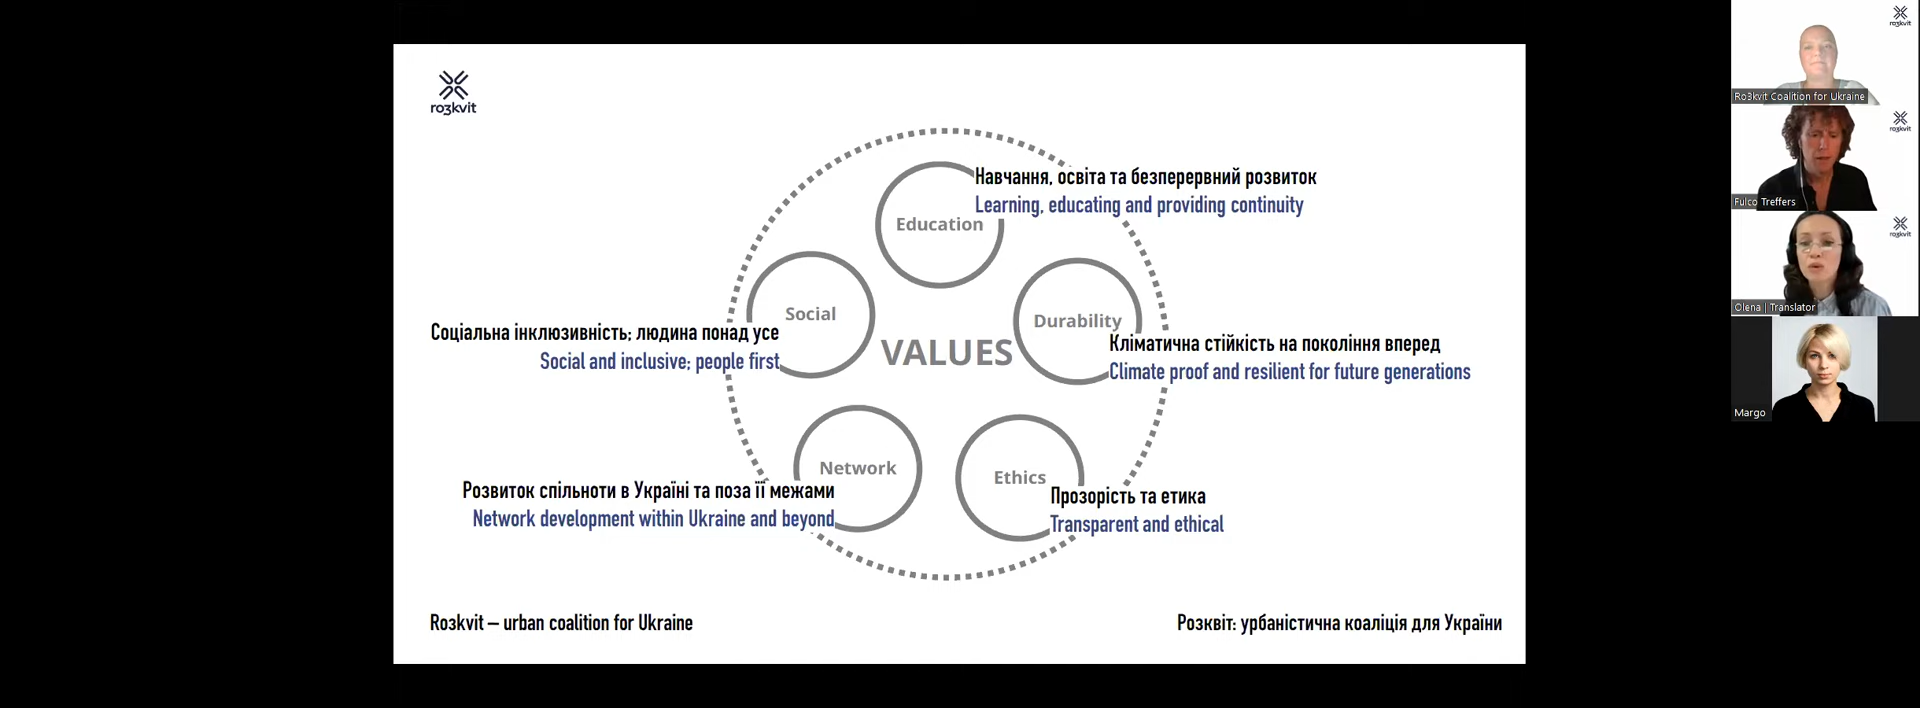 ro3kvit
Навчання, освіта та безперервний розвиток
Learning, educating and providing continuity
Education
Social
Durability
Соціальна інклюзивність; людина понад усе
Social and inclusive; people first
VALUES
Кліматична стійкість на покоління вперед
Climate proof and resilient for future generations
Network
Ethics
Розвиток спільноти в Україні та поза її межами
Network development within Ukraine and beyond
Прозорість та етика
Transparent and ethical
Ro3kvit – urban coalition for Ukraine
Розквіт: урбаністична коаліція для України
ro3kvit
Ro3kvit Coalition for Ukraine
ro3kvit
Fulco Treffers
ro3kvit
Olena | Translator
Margo